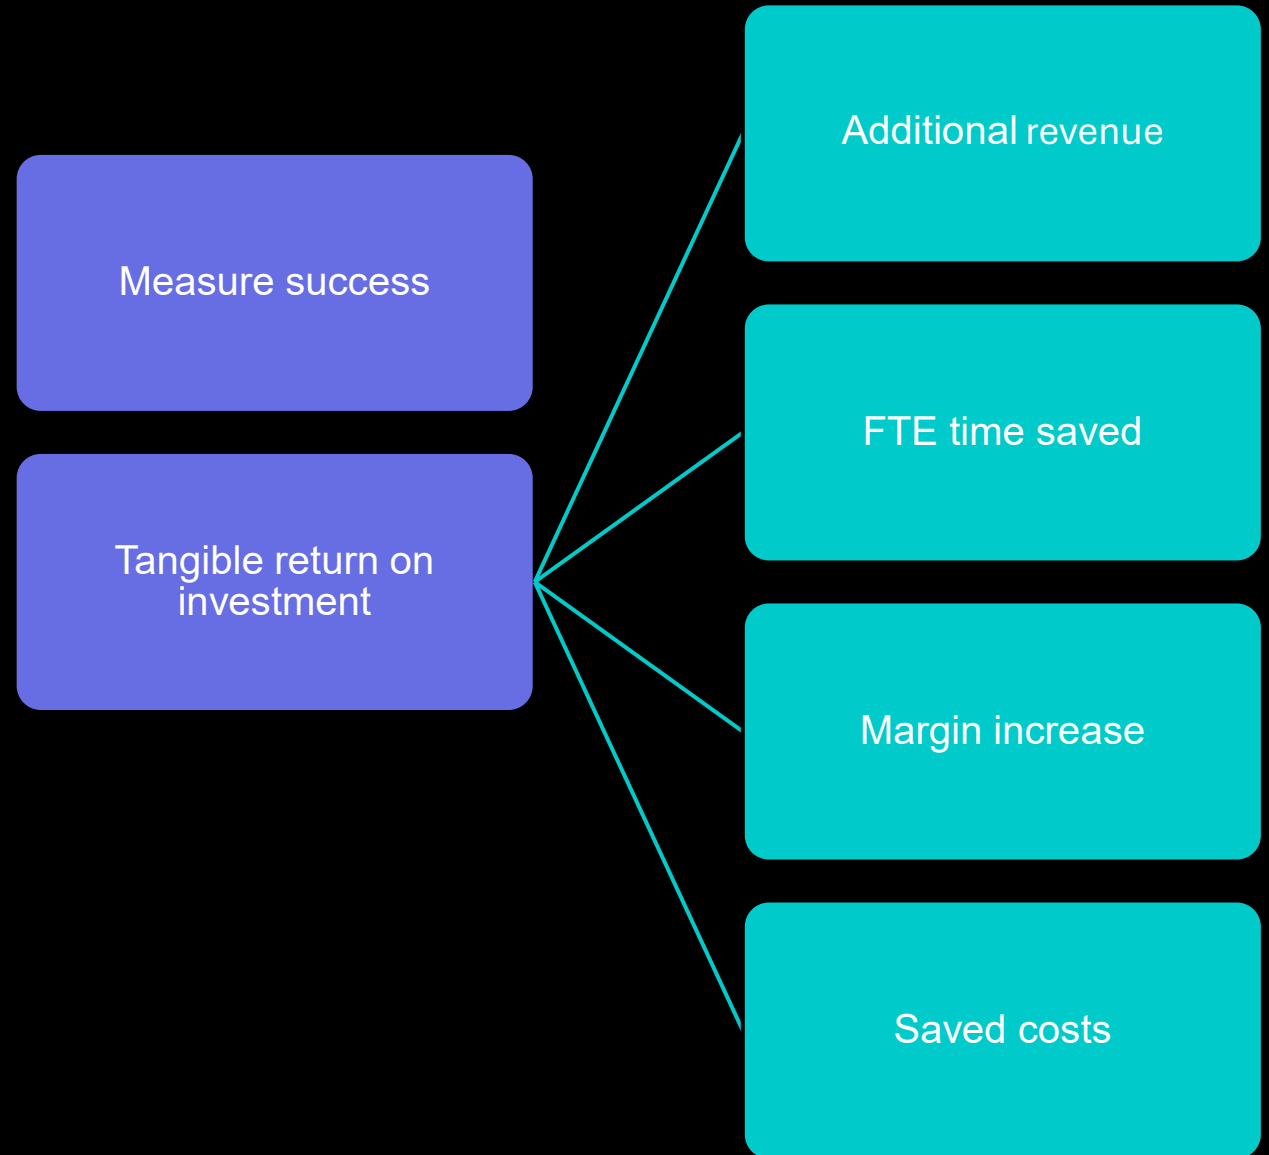 Measure success
Tangible return on
investment
Additional revenue
FTE time saved
Margin increase
Saved costs